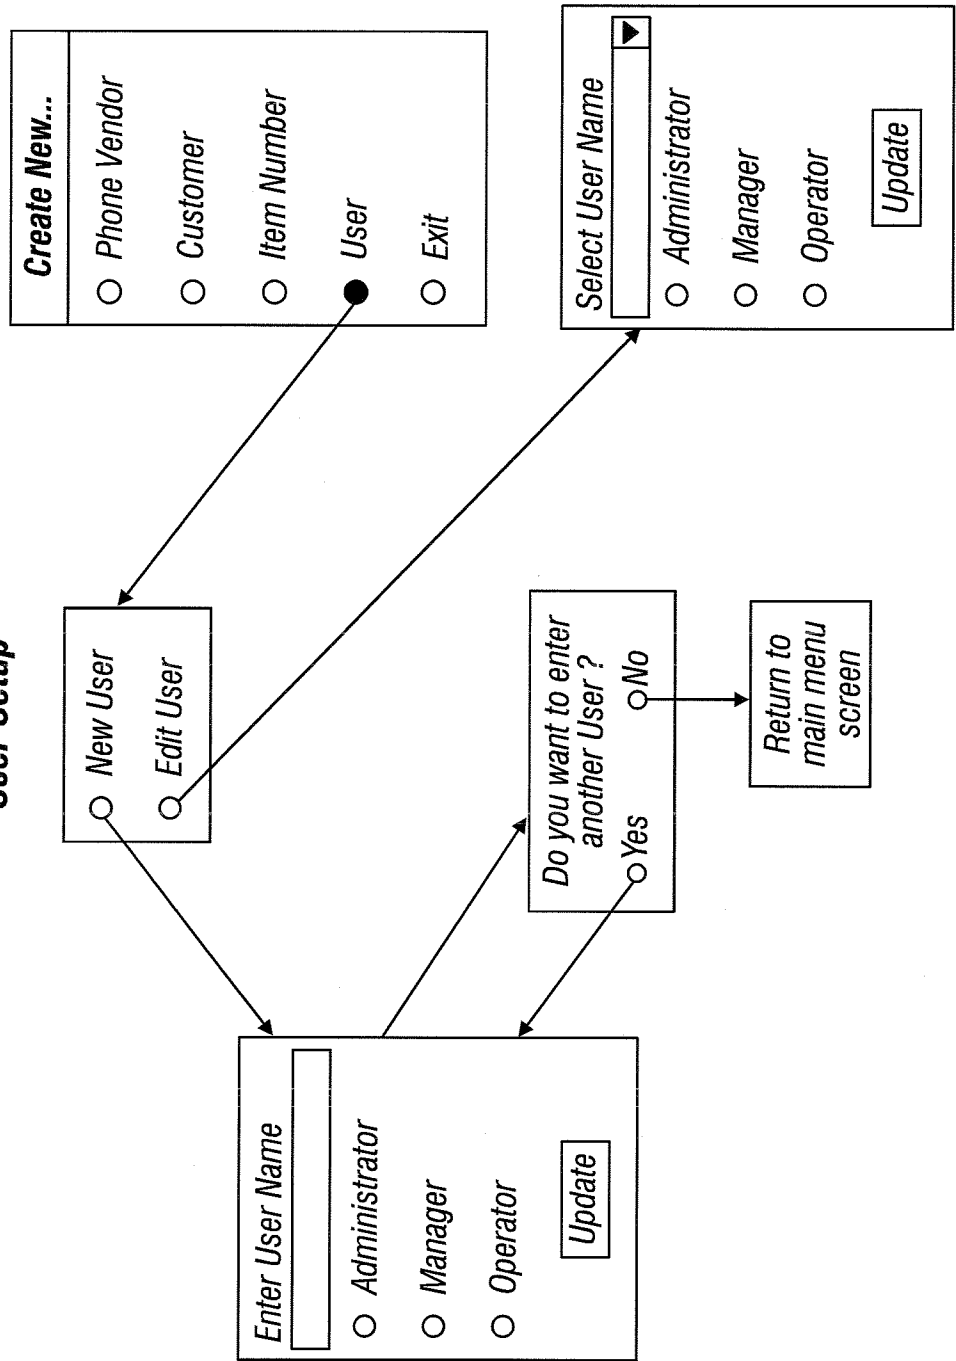 User Setup
New User
Edit User
Create New...
Phone Vendor
Customer
Item Number
User
Exit
Enter User Name
Administrator
Manager
Operator
Update
Do you want to enter
another User ?
Yes
No
Return to
main menu
screen
Select User Name
Administrator
Manager
Operator
Update